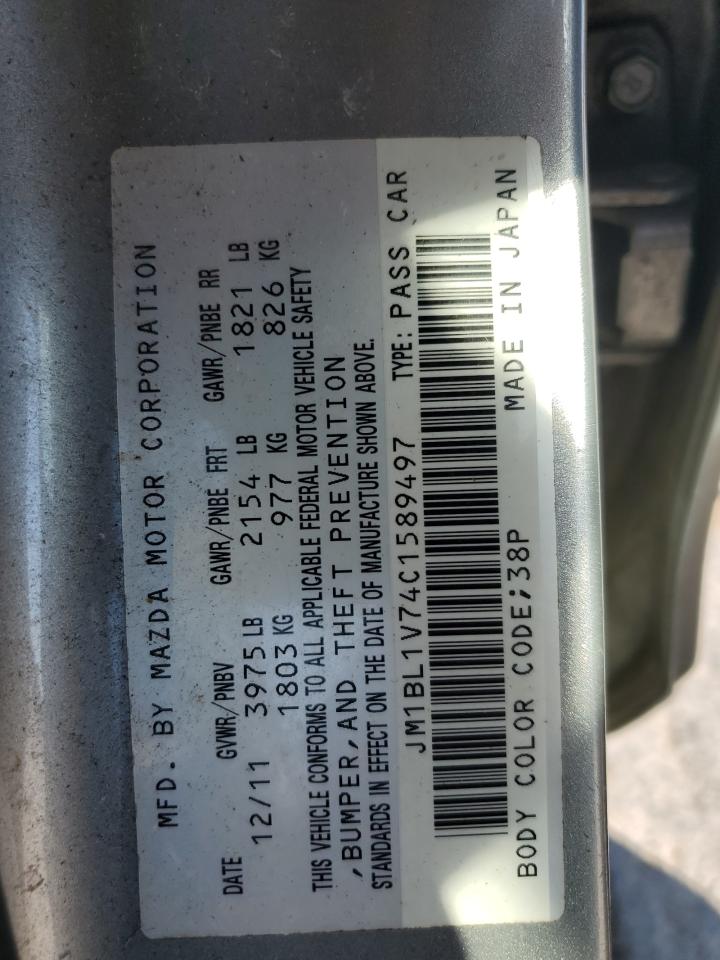 MFD. BY MAZDA MOTOR CORPORATION
DATE GVWR/PNBV GAWR/PNBE FRT GAWR/PNBE RR
12/11 3975 LB 2154 LB 1821 LB
1803 KG 977 KG 826 KG
THIS VEHICLE CONFORMS TO ALL APPLICABLE FEDERAL MOTOR VEHICLE SAFETY
,BUMPER,AND THEFT PREVENTION
STANDARDS IN EFFECT ON THE DATE OF MANUFACTURE SHOWN ABOVE.
JM1BL1V74C1589497 TYPE: PASS CAR
BODY COLOR CODE;38P MADE IN JAPAN